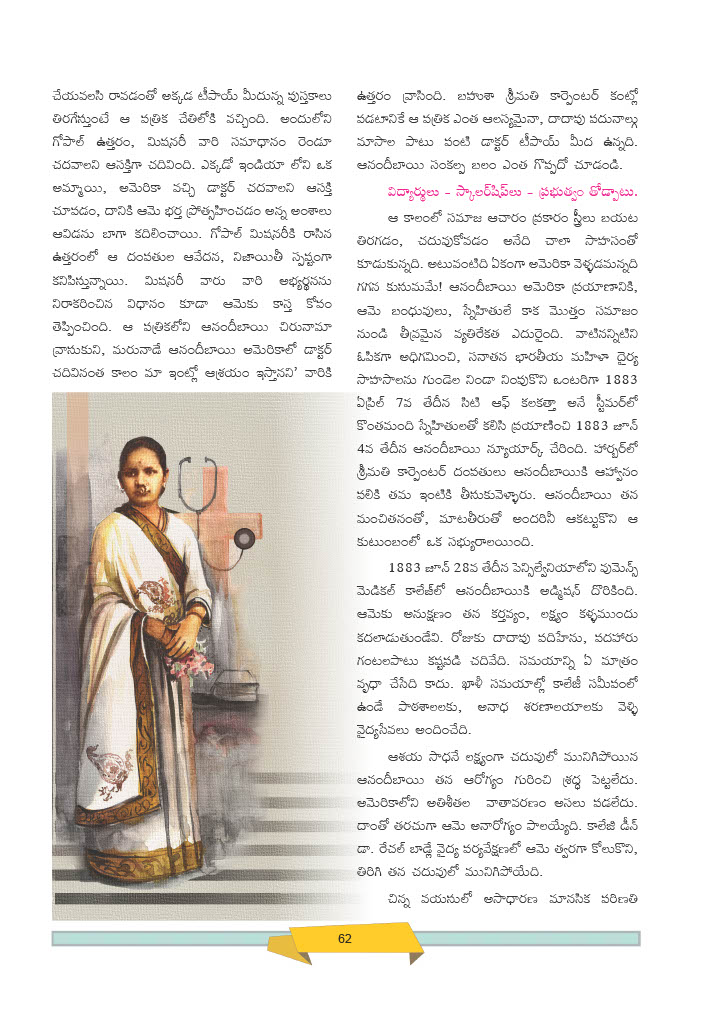 చేయవలసి రావడంతో అక్కడ టీపాయ్ మీదున్న పుస్తకాలు
తిరగేస్తుంటే ఆ పత్రిక చేతిలోకి వచ్చింది. అందులోని
గోపాల్ ఉత్తరం, మిషనరీ వారి సమాధానం రెండూ
చదవాలని ఆసక్తిగా చదివింది. ఎక్కడో ఇండియా లోని ఒక
అమ్మాయి, అమెరికా వచ్చి డాక్టర్ చదవాలని ఆసక్తి
చూపడం, దానికి ఆమె భర్త ప్రోత్సహించడం అన్న అంశాలు
ఆవిడను బాగా కదిలించాయి. గోపాల్ మిషనరీకి రాసిన
ఉత్తరంలో ఆ దంపతుల ఆవేదన, నిజాయితీ స్పష్టంగా
కనిపిస్తున్నాయి. మిషనరీ వారు వారి అభ్యర్థనను
నిరాకరించిన విధానం కూడా ఆమెకు కాస్త కోపం
తెప్పించింది. ఆ పత్రికలోని ఆనందీబాయి చిరునామా
వ్రాసుకుని, మరునాడే ఆనందీబాయి అమెరికాలో డాక్టర్
చదివినంత కాలం మా ఇంట్లో ఆశ్రయం ఇస్తానని' వారికి
ఉత్తరం వ్రాసింది. బహుశా శ్రీమతి కార్పెంటర్ కంట్లో
పడటానికే ఆ పత్రిక ఎంత ఆలస్యమైనా, దాదాపు పదునాల్గు
మాసాల పాటు పంటి డాక్టర్ టీపాయ్ మీద ఉన్నది.
ఆనందీబాయి సంకల్ప బలం ఎంత గొప్పదో చూడండి.
విద్యార్థులు - స్కాలర్‌షిప్‌లు - ప్రభుత్వం తోడ్పాటు.
ఆ కాలంలో సమాజ ఆచారం ప్రకారం స్త్రీలు బయట
తిరగడం, చదువుకోవడం అనేది చాలా సాహసంతో
కూడుకున్నది. అటువంటిది ఏకంగా అమెరికా వెళ్ళడమన్నది
గగన కుసుమమే! ఆనందీబాయి అమెరికా ప్రయాణానికి,
ఆమె బంధువులు, స్నేహితులే కాక మొత్తం సమాజం
నుండి తీవ్రమైన వ్యతిరేకత ఎదురైంది. వాటినన్నిటిని
ఓపికగా అధిగమించి, సనాతన భారతీయ మహిళా ధైర్య
సాహసాలను గుండెల నిండా నింపుకొని ఒంటరిగా 1883
ఏప్రిల్ 7వ తేదీన సిటి ఆఫ్ కలకత్తా అనే స్టీమర్‌లో
కొంతమంది స్నేహితులతో కలిసి ప్రయాణించి 1883 జూన్
4వ తేదీన ఆనందీబాయి న్యూయార్క్ చేరింది. హార్బర్‌లో
శ్రీమతి కార్పెంటర్ దంపతులు ఆనందీబాయికి ఆహ్వానం
పలికి తమ ఇంటికి తీసుకువెళ్ళారు. ఆనందీబాయి తన
మంచితనంతో, మాటతీరుతో అందరినీ ఆకట్టుకొని ఆ
కుటుంబంలో ఒక సభ్యురాలయింది.
1883 జూన్ 28వ తేదీన పెన్సిల్వేనియాలోని వుమెన్స్
మెడికల్ కాలేజ్‌లో ఆనందీబాయికి అడ్మిషన్ దొరికింది.
ఆమెకు అనుక్షణం తన కర్తవ్యం, లక్ష్యం కళ్ళముందు
కదలాడుతుండేవి. రోజుకు దాదాపు పదిహేను, పదహారు
గంటలపాటు కష్టపడి చదివేది. సమయాన్ని ఏ మాత్రం
వృధా చేసేది కాదు. ఖాళీ సమయాల్లో కాలేజీ సమీపంలో
ఉండే పాఠశాలలకు, అనాధ శరణాలయాలకు వెళ్ళి
వైద్యసేవలు అందించేది.
ఆశయ సాధనే లక్ష్యంగా చదువులో మునిగిపోయిన
ఆనందీబాయి తన ఆరోగ్యం గురించి శ్రద్ధ పెట్టలేదు.
అమెరికాలోని అతిశీతల వాతావరణం అసలు పడలేదు.
దాంతో తరచుగా ఆమె అనారోగ్యం పాలయ్యేది. కాలేజి డీన్
డా. రేచల్ బాడ్లే వైద్య పర్యవేక్షణలో ఆమె త్వరగా కోలుకొని,
తిరిగి తన చదువులో మునిగిపోయేది.
చిన్న వయసులో అసాధారణ మానసిక పరిణతి
62